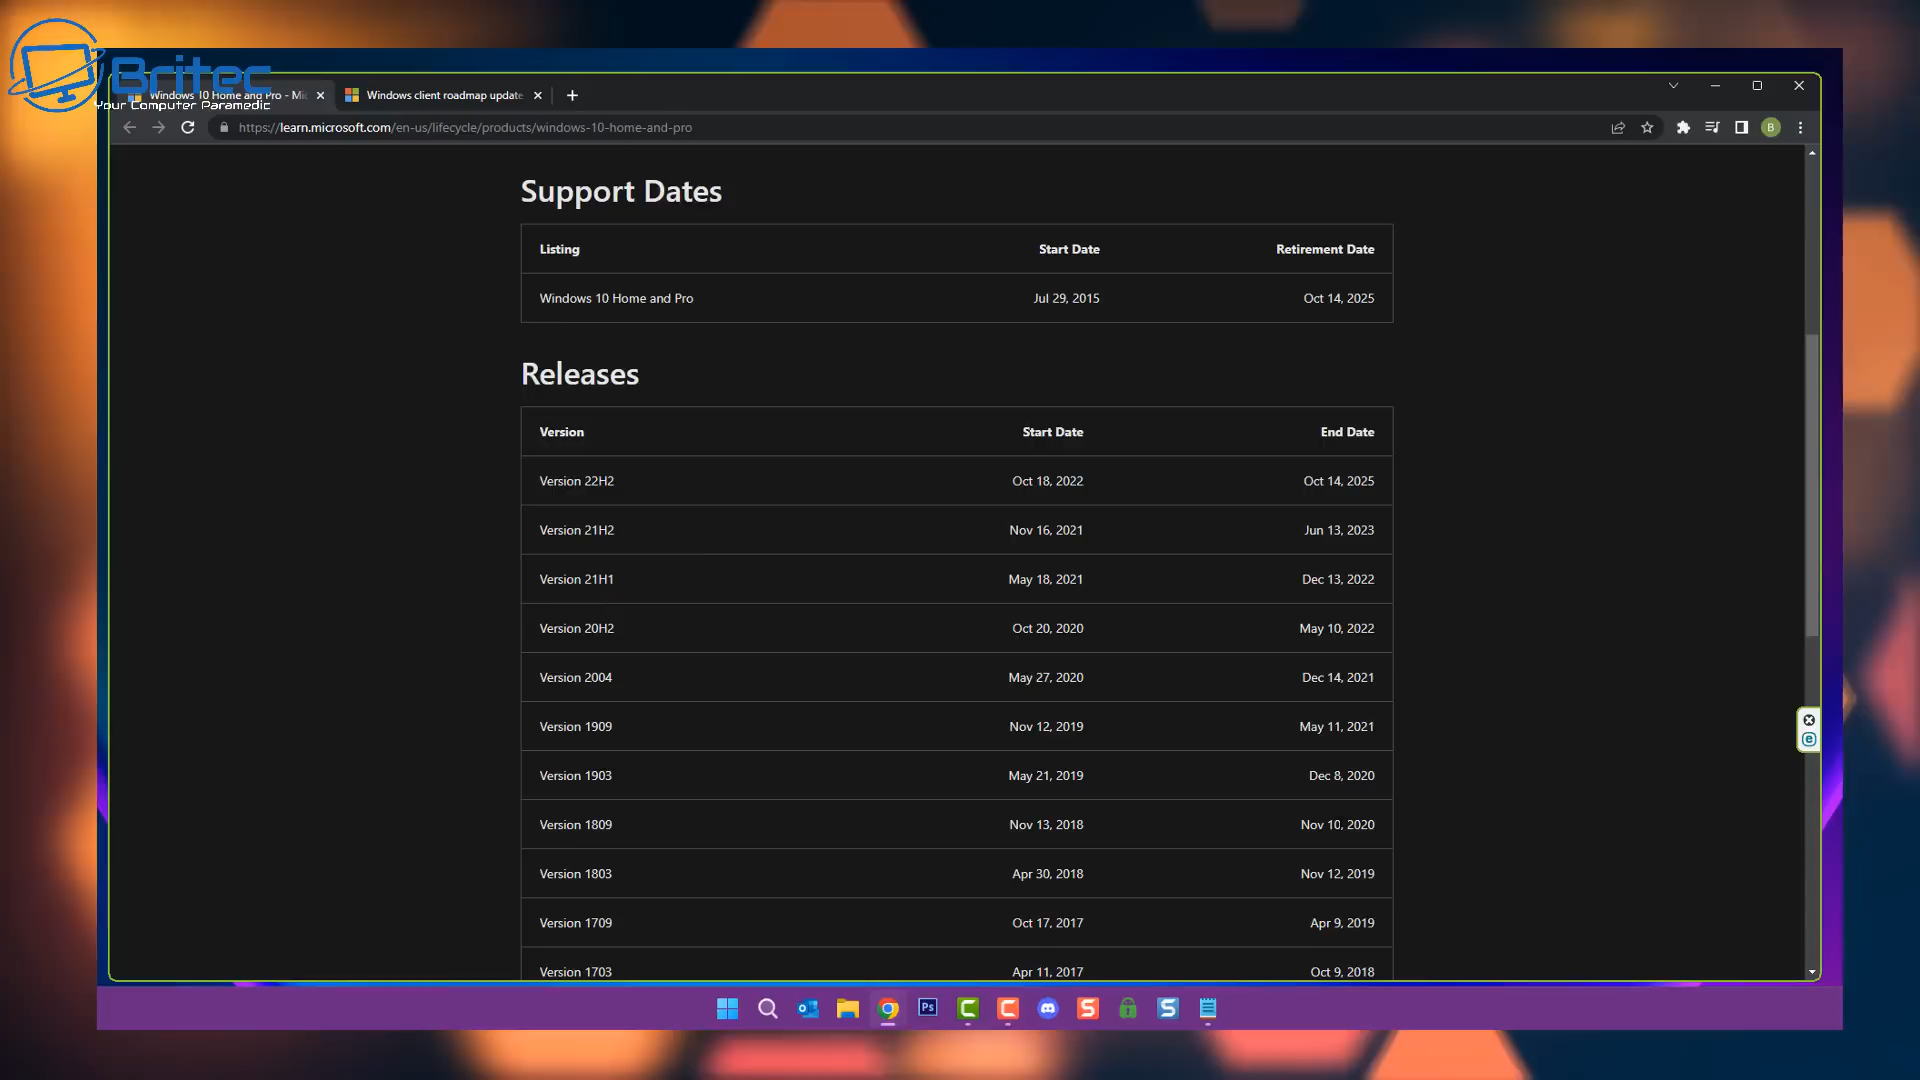 Britec
Your Computer Paramedic
Windows 10 Home and Pro - Mic
Windows client roadmap update
https://learn.microsoft.com/en-us/lifecycle/products/windows-10-home-and-pro
B
Support Dates
Listing Start Date Retirement Date
Windows 10 Home and Pro Jul 29, 2015 Oct 14, 2025
Releases
Version Start Date End Date
Version 22H2 Oct 18, 2022 Oct 14, 2025
Version 21H2 Nov 16, 2021 Jun 13, 2023
Version 21H1 May 18, 2021 Dec 13, 2022
Version 20H2 Oct 20, 2020 May 10, 2022
Version 2004 May 27, 2020 Dec 14, 2021
Version 1909 Nov 12, 2019 May 11, 2021
Version 1903 May 21, 2019 Dec 8, 2020
Version 1809 Nov 13, 2018 Nov 10, 2020
Version 1803 Apr 30, 2018 Nov 12, 2019
Version 1709 Oct 17, 2017 Apr 9, 2019
Version 1703 Apr 11, 2017 Oct 9, 2018
Ps